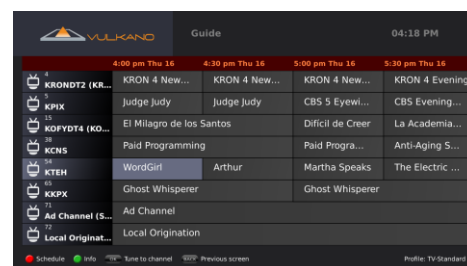 VULKANO Guide 04:18 PM
4:00 pm Thu 16 4:30 pm Thu 16 5:00 pm Thu 16 5:30 pm Thu 16
4
KRONDT2 (KR... KRON 4 New... KRON 4 New... KRON 4 New... KRON 4 Evening
5
KPIX Judge Judy Judge Judy CBS 5 Eyewi... CBS Evening...
15
KOFYDT4 (KO... El Milagro de los Santos Difícil de Creer La Academia...
38
KCNS Paid Programming Paid Progra... Anti-Aging S...
54
KTEH WordGirl Arthur Martha Speaks The Electric ...
65
KKPX Ghost Whisperer Ghost Whisperer
71
Ad Channel (S... Ad Channel
72
Local Originat... Local Origination
Schedule Info Tune to channel Previous screen Profile: TV-Standard